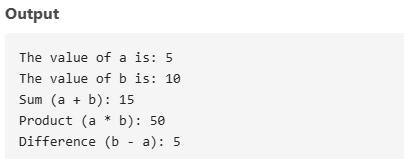 Output
The value of a is: 5
The value of b is: 10
Sum (a + b): 15
Product (a * b): 50
Difference (b - a): 5